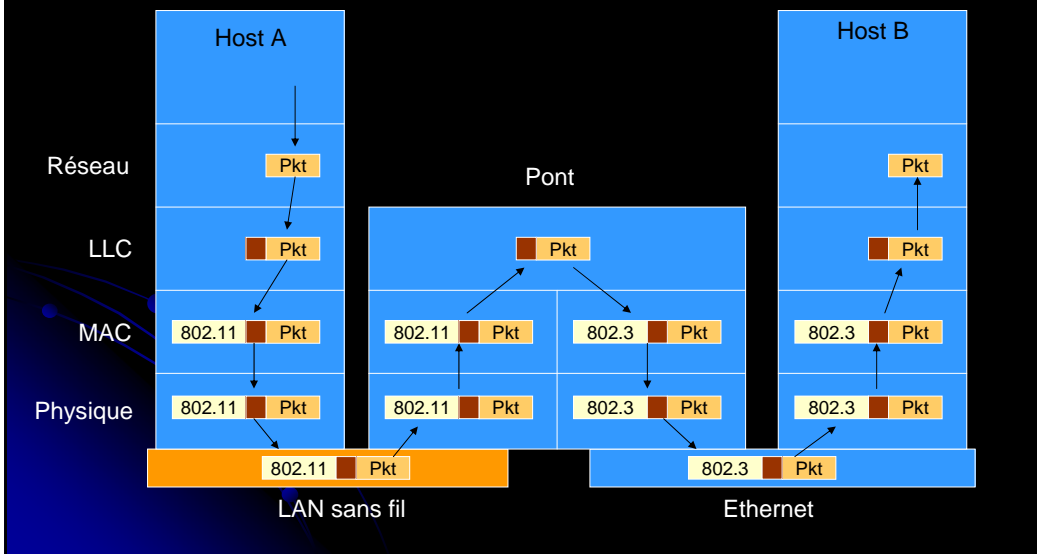 Host A
Host B
Réseau
Pkt
Pkt
Pont
LLC
Pkt
Pkt
Pkt
MAC
802.11 Pkt
802.11 Pkt
802.3 Pkt
802.3 Pkt
Physique
802.11 Pkt
802.11 Pkt
802.3 Pkt
802.3 Pkt
802.11 Pkt
802.3 Pkt
LAN sans fil
Ethernet